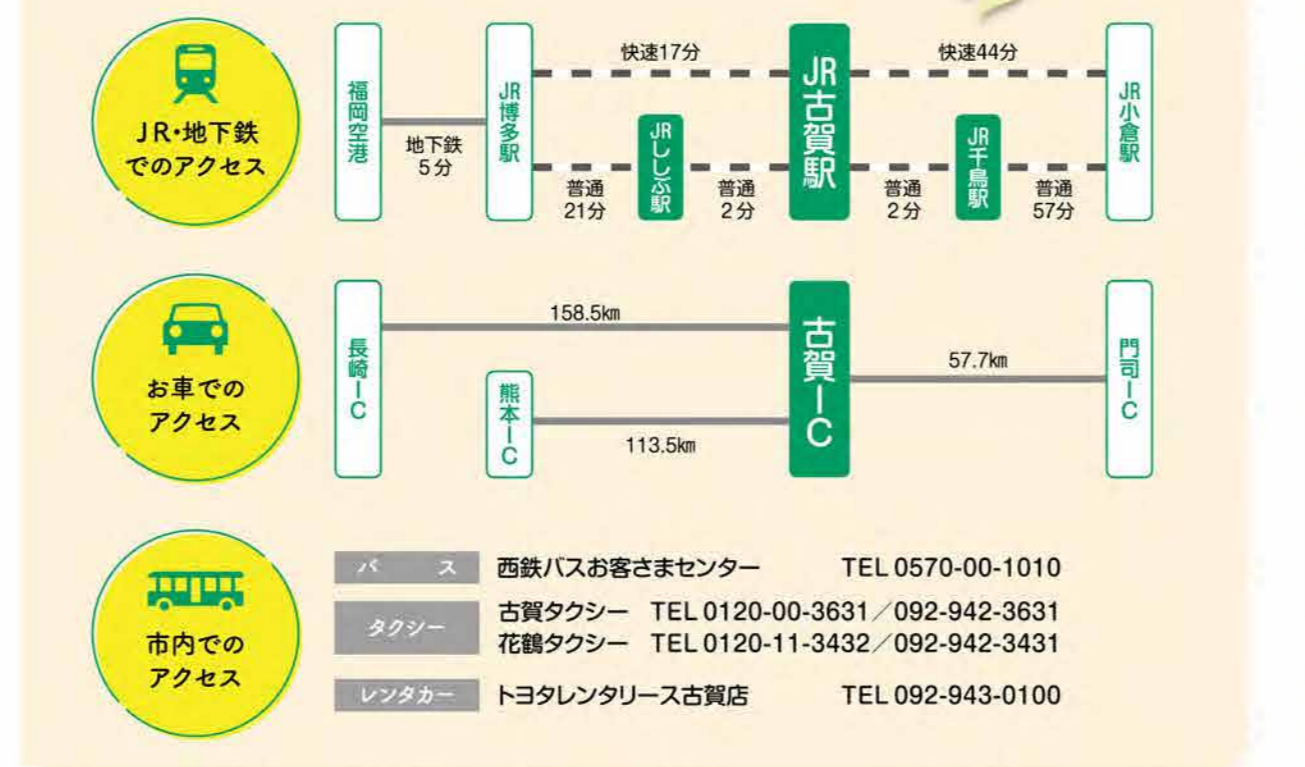 JR・地下鉄
でのアクセス
福岡空港
地下鉄
5分
JR博多駅
快速17分
普通
21分
JRししぶ駅
普通
2分
JR古賀駅
快速44分
普通
2分
JR千鳥駅
普通
57分
JR小倉駅
お車での
アクセス
長崎IC
158.5km
熊本IC
113.5km
古賀IC
57.7km
門司IC
市内での
アクセス
バス 西鉄バスお客さまセンター TEL 0570-00-1010
タクシー
古賀タクシー TEL 0120-00-3631／092-942-3631
花鶴タクシー TEL 0120-11-3432／092-942-3431
レンタカー トヨタレンタリース古賀店 TEL 092-943-0100